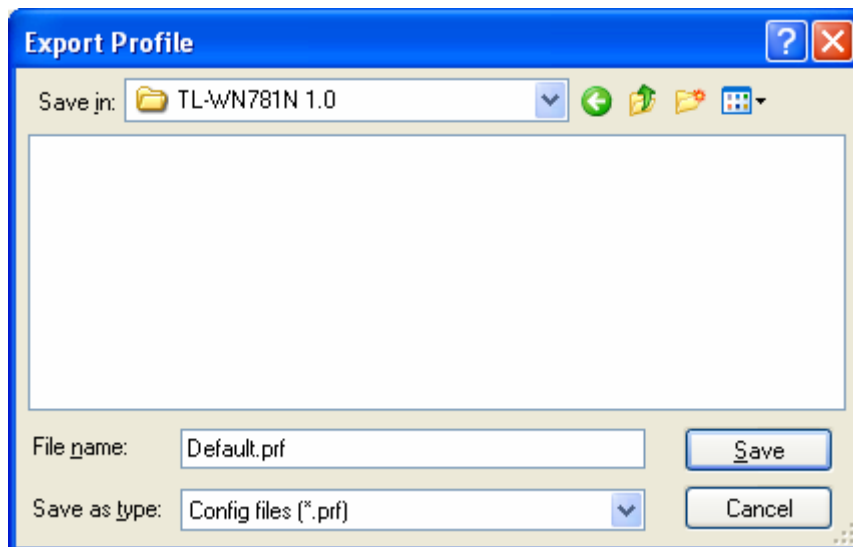 Export Profile
Save in: TL-WN781N 1.0
File name: Default.prf Save
Save as type: Config files (*.prf) Cancel